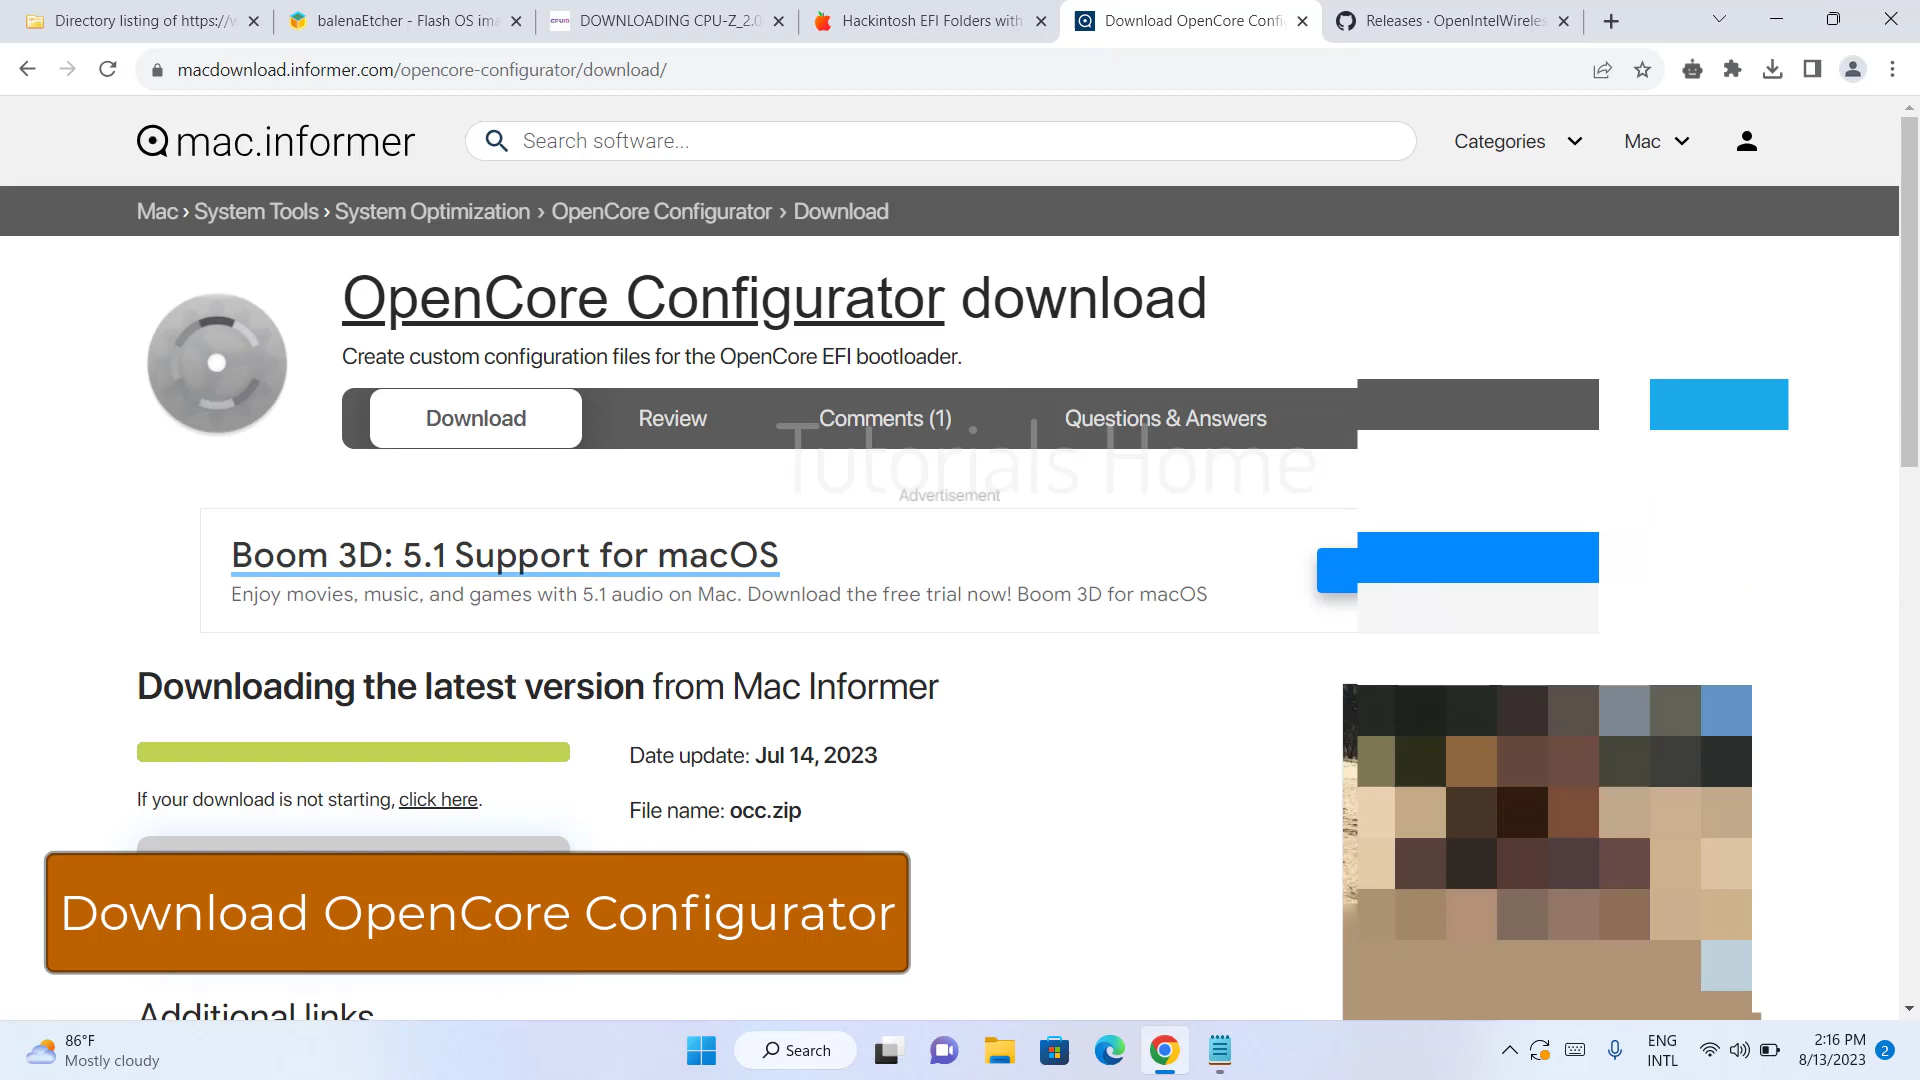 Directory listing of https://w
balenaEtcher - Flash OS ima
CPUID
DOWNLOADING CPU-Z_2.0
Hackintosh EFI Folders with
Download OpenCore Confi
Releases · OpenIntelWireles
macdownload.informer.com/opencore-configurator/download/
mac.informer
Search software...
Categories
Mac
Mac › System Tools › System Optimization › OpenCore Configurator › Download
OpenCore Configurator download
Create custom configuration files for the OpenCore EFI bootloader.
Download
Review
Comments (1)
Questions & Answers
Tutorials Home
Advertisement
Boom 3D: 5.1 Support for macOS
Enjoy movies, music, and games with 5.1 audio on Mac. Download the free trial now! Boom 3D for macOS
Downloading the latest version from Mac Informer
Date update: Jul 14, 2023
If your download is not starting, click here.
File name: occ.zip
Download OpenCore Configurator
Additional links
86°F
Mostly cloudy
Search
ENG
INTL
2:16 PM
8/13/2023
2